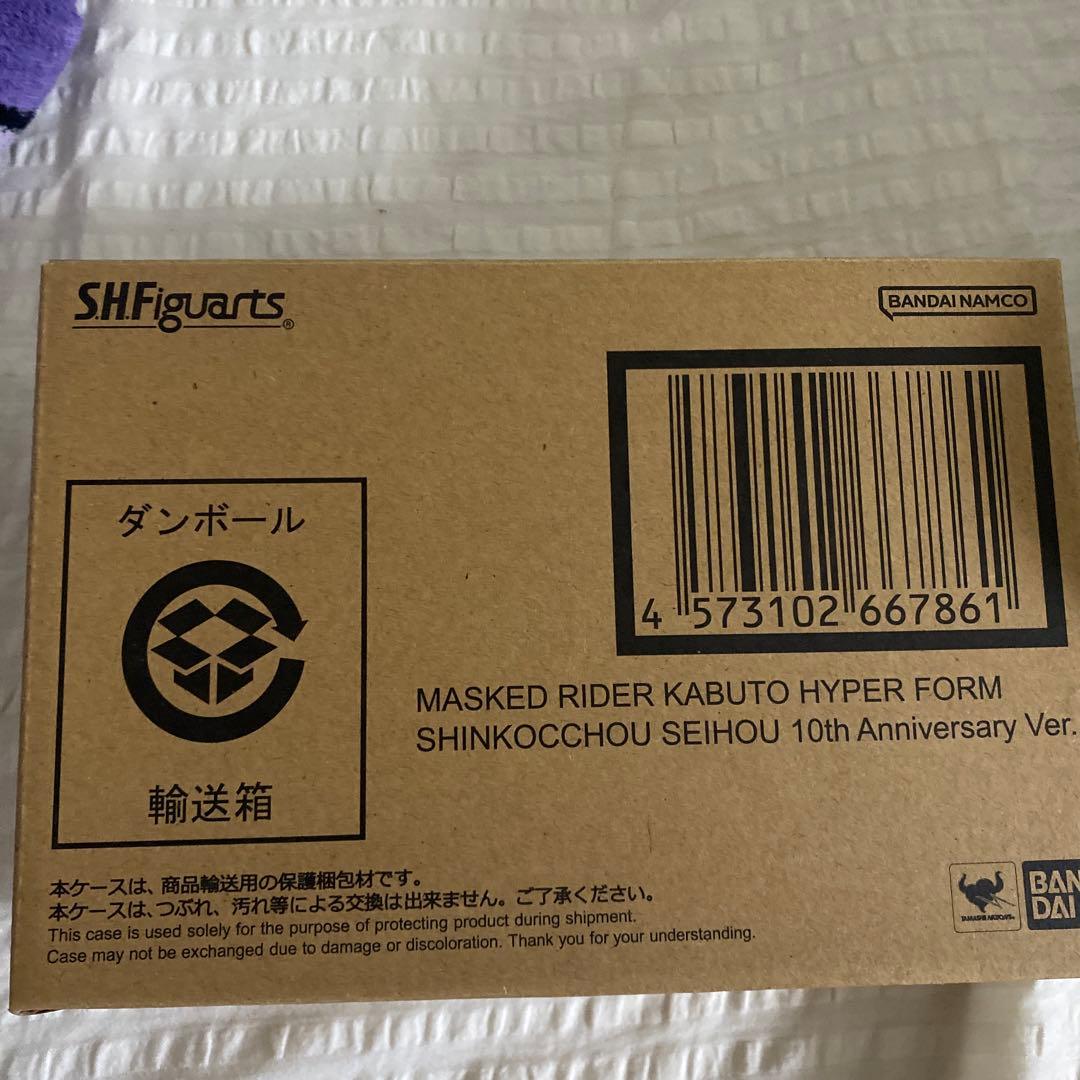 S.H.Figuarts®
BANDAI NAMCO
4 573102 667861
ダンボール
輸送箱
MASKED RIDER KABUTO HYPER FORM
SHINKOCCHOU SEIHOU 10th Anniversary Ver.
本ケースは、商品輸送用の保護梱包材です。
本ケースは、つぶれ、汚れ等による交換は出来ません。ご了承ください。
This case is used solely for the purpose of protecting product during shipment.
Case may not be exchanged due to damage or discoloration. Thank you for your understanding.
TAMASHII NATIONS
BAN
DAI